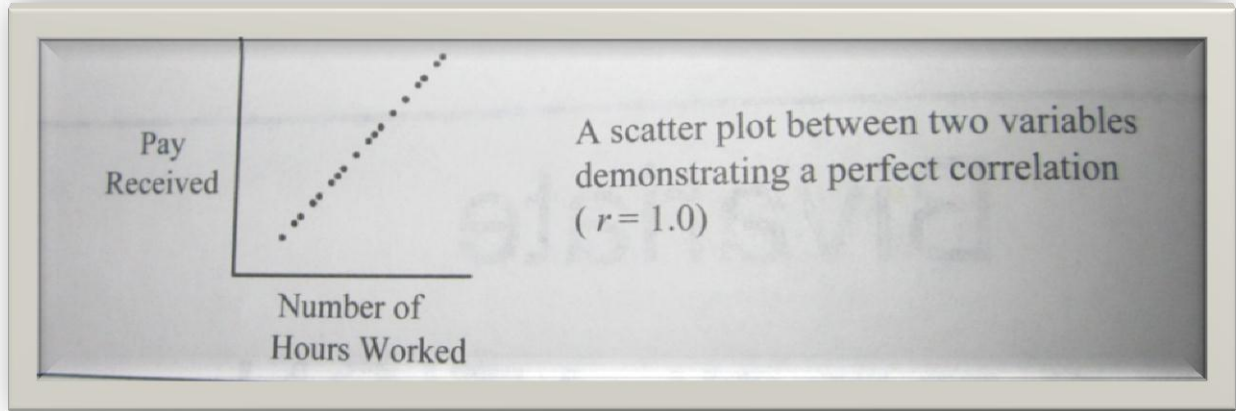 Pay
Received
A scatter plot between two variables
demonstrating a perfect correlation
( r= 1.0)
Number of
Hours Worked